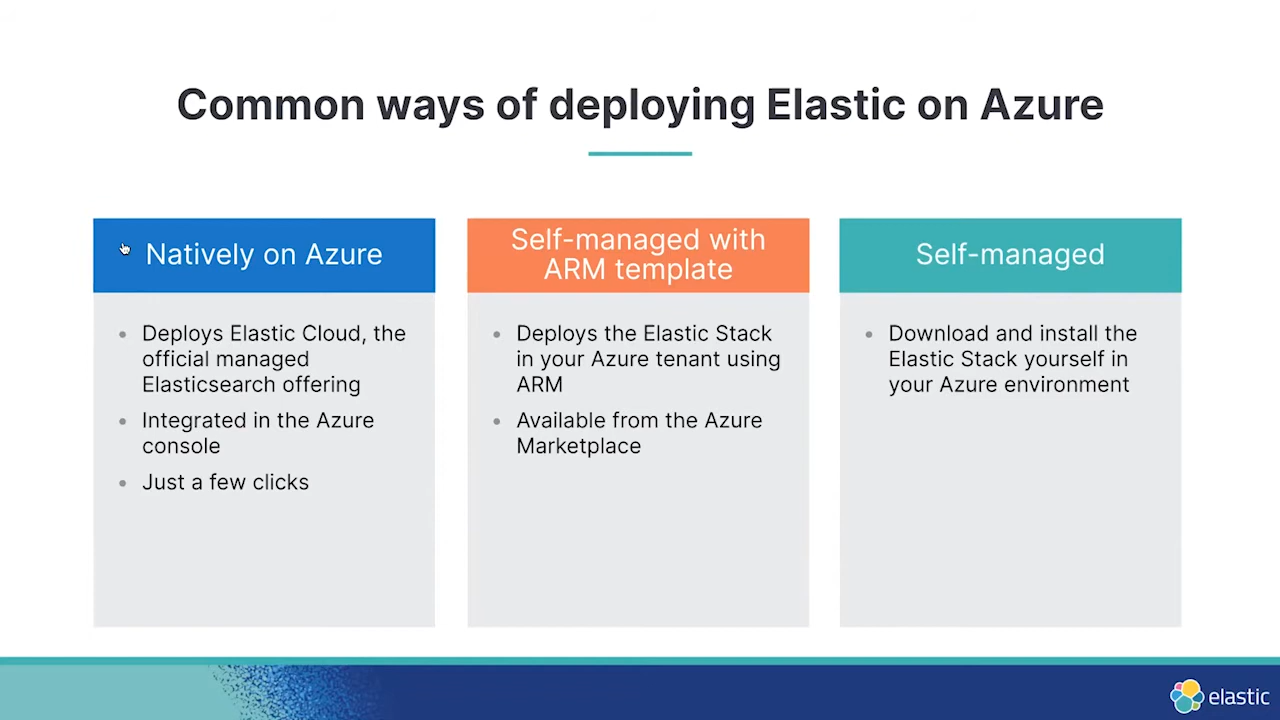 Common ways of deploying Elastic on Azure
Natively on Azure
• Deploys Elastic Cloud, the
official managed
Elasticsearch offering
• Integrated in the Azure
console
• Just a few clicks
Self-managed with
ARM template
• Deploys the Elastic Stack
in your Azure tenant using
ARM
• Available from the Azure
Marketplace
Self-managed
• Download and install the
Elastic Stack yourself in
your Azure environment
elastic